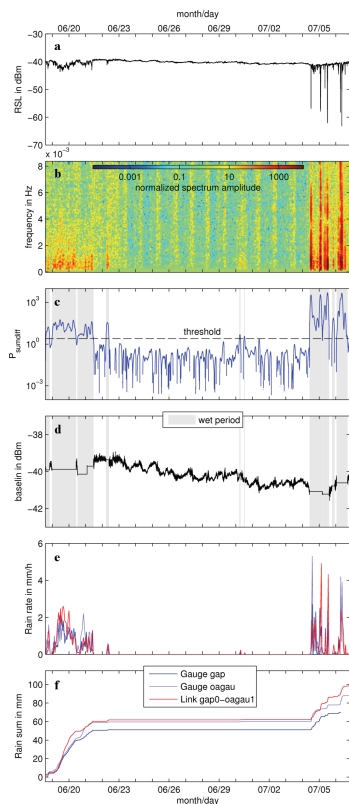 month/day
06/20 06/23 06/26 06/29 07/02 07/05
−30
a
−40
−50
−60
−70
RSL in dBm
x 10⁻³
8
b
6
4
2
0
0.001 0.1 10 1000
normalized spectrum amplitude
frequency in Hz
c
10³
10⁰
10⁻³
threshold
P sumdiff
−38
d
−40
−42
wet period
baselin in dBm
6
e
4
2
0
Rain rate in mm/h
100
f
80
60
40
20
0
Gauge gap
Gauge oagau
Link gap0−oagau1
Rain sum in mm
06/20 06/23 06/26 06/29 07/02 07/05
month/day